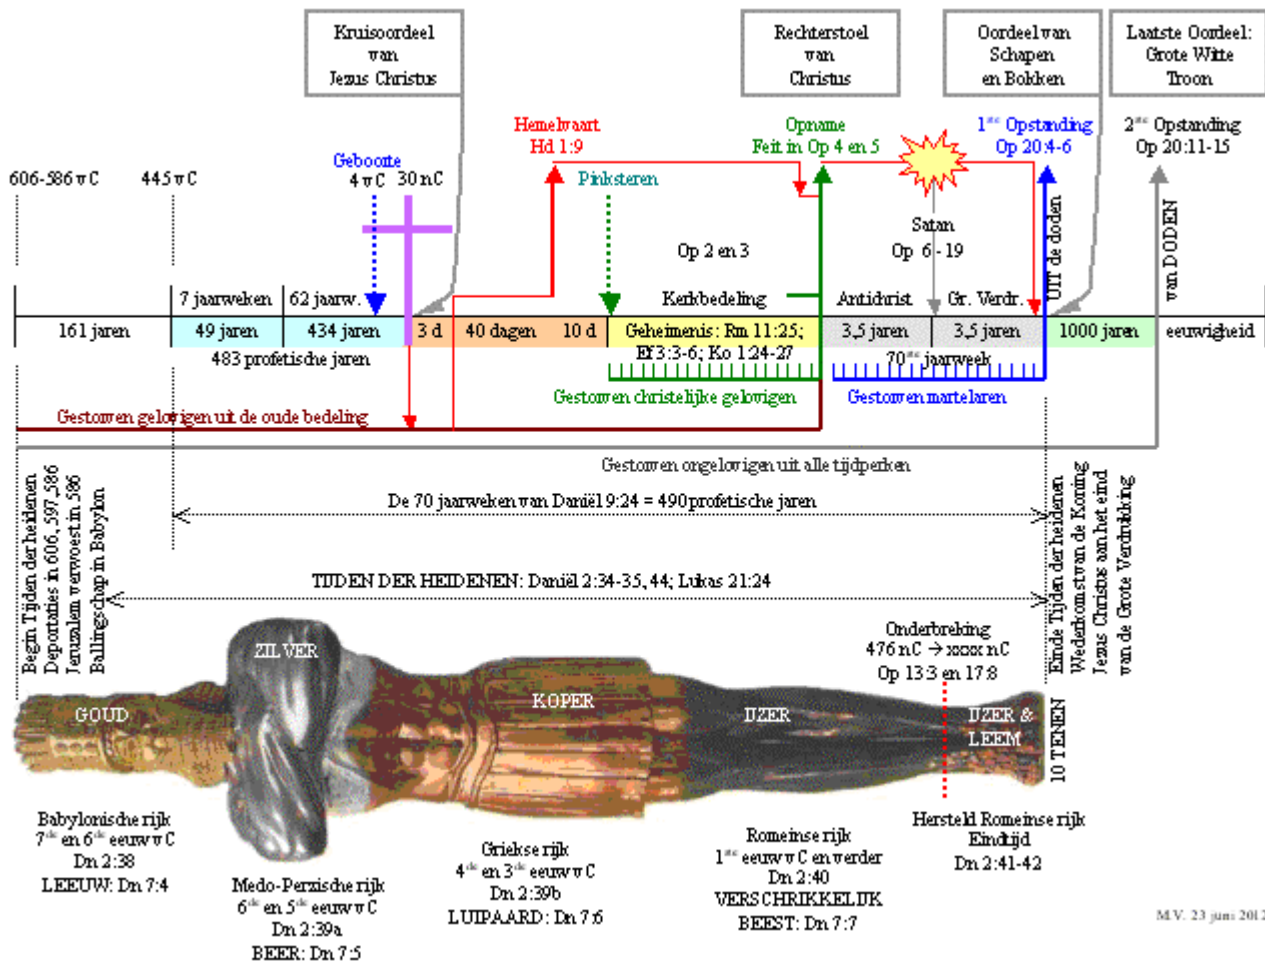 Kruisoordeel
van
Jezus Christus
Rechterstoel
van
Christus
Oordeel van
Schapen
en Bokken
Laatste Oordeel:
Grote Witte
Troon
Hemelvaart
Hd 1:9
Opname
Feit in Op 4 en 5
1ste Opstanding
Op 20:4-6
2de Opstanding
Op 20:11-15
606-586 v C
445 v C
Geboorte
4 v C
30 n C
Pinksteren
Op 2 en 3
Satan
Op 6 - 19
UIT de doden
van DODEN
7 jaarweken
62 jaarw.
Kerkbedeling
Antichrist
Gr. Verdr.
161 jaren
49 jaren
434 jaren
3 d
40 dagen
10 d
Geheimenis: Rm 11:25;
Ef 3:3-6; Ko 1:24-27
3,5 jaren
3,5 jaren
1000 jaren
eeuwigheid
483 profetische jaren
70ste jaarweek
Gestorven gelovigen uit de oude bedeling
Gestorven christelijke gelovigen
Gestorven martelaren
Gestorven ongelovigen uit alle tijdperken
De 70 jaarweken van Daniël 9:24 = 490 profetische jaren
TIJDEN DER HEIDENEN: Daniël 2:34-35, 44; Lukas 21:24
Begin Tijden der heidenen
Deportaties in 606, 597, 586
Jeruzalem verwoest in 586
Ballingschap in Babylon
Einde Tijden der heidenen
Wederkomst van de Koning
Jezus Christus aan het eind
van de Grote Verdrukking
Onderbreking
476 nC → xxxx nC
Op 13:3 en 17:8
GOUD
ZILVER
KOPER
IJZER
IJZER &
LEEM
10 TENEN
Babylonische rijk
7de en 6de eeuw v C
Dn 2:38
LEEUW: Dn 7:4
Medo-Perzische rijk
6de en 5de eeuw v C
Dn 2:39a
BEER: Dn 7:5
Griekse rijk
4de en 3de eeuw v C
Dn 2:39b
LUIPAARD: Dn 7:6
Romeinse rijk
1ste eeuw v C en verder
Dn 2:40
VERSCHRIKKELIJK
BEEST: Dn 7:7
Hersteld Romeinse rijk
Eindtijd
Dn 2:41-42
M.V. 23 juni 2012